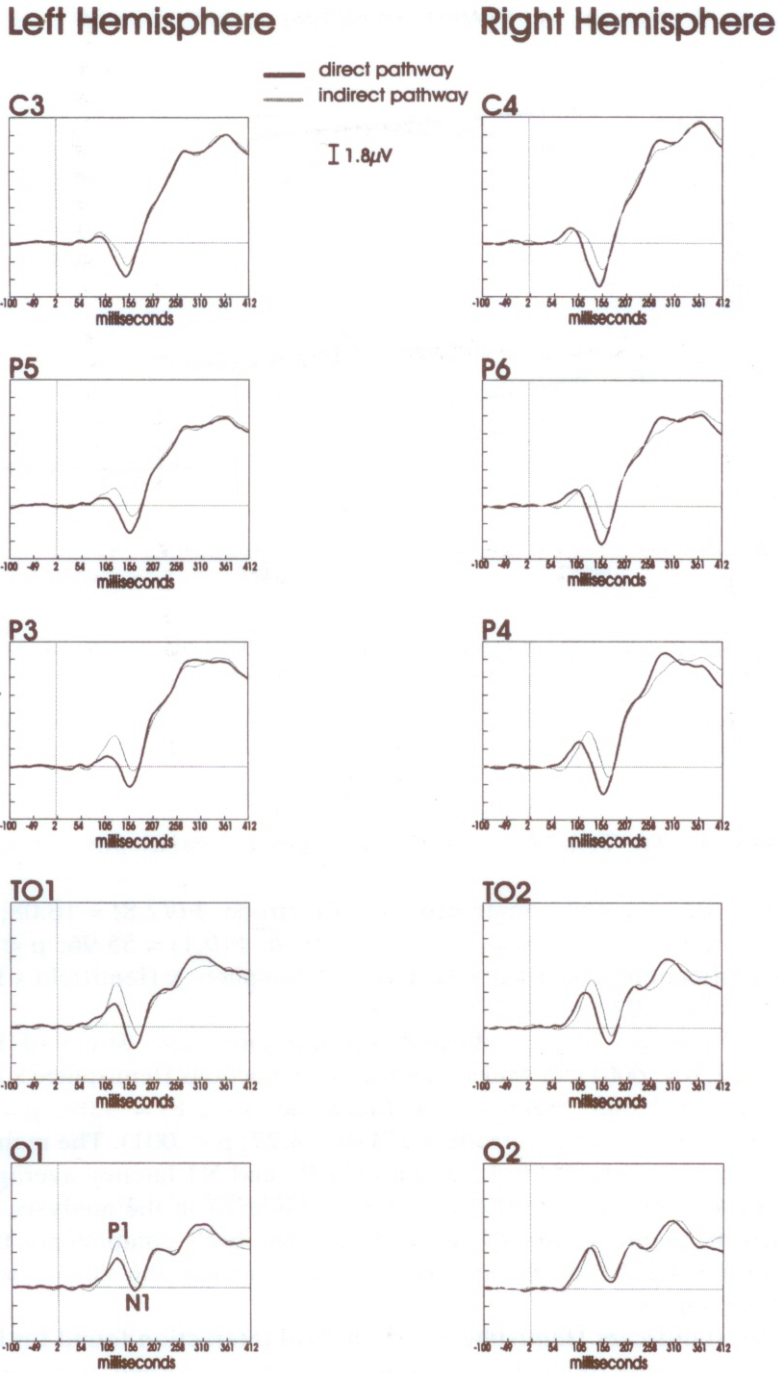 Left Hemisphere
Right Hemisphere
direct pathway
indirect pathway
1.8µV
C3
-100 -49 2 54 105 156 207 258 310 361 412
milliseconds
C4
-100 -49 2 54 105 156 207 258 310 361 412
milliseconds
P5
-100 -49 2 54 105 156 207 258 310 361 412
milliseconds
P6
-100 -49 2 54 105 156 207 258 310 361 412
milliseconds
P3
-100 -49 2 54 105 156 207 258 310 361 412
milliseconds
P4
-100 -49 2 54 105 156 207 258 310 361 412
milliseconds
TO1
-100 -49 2 54 105 156 207 258 310 361 412
milliseconds
TO2
-100 -49 2 54 105 156 207 258 310 361 412
milliseconds
O1
P1
N1
-100 -49 2 54 105 156 207 258 310 361 412
milliseconds
O2
-100 -49 2 54 105 156 207 258 310 361 412
milliseconds